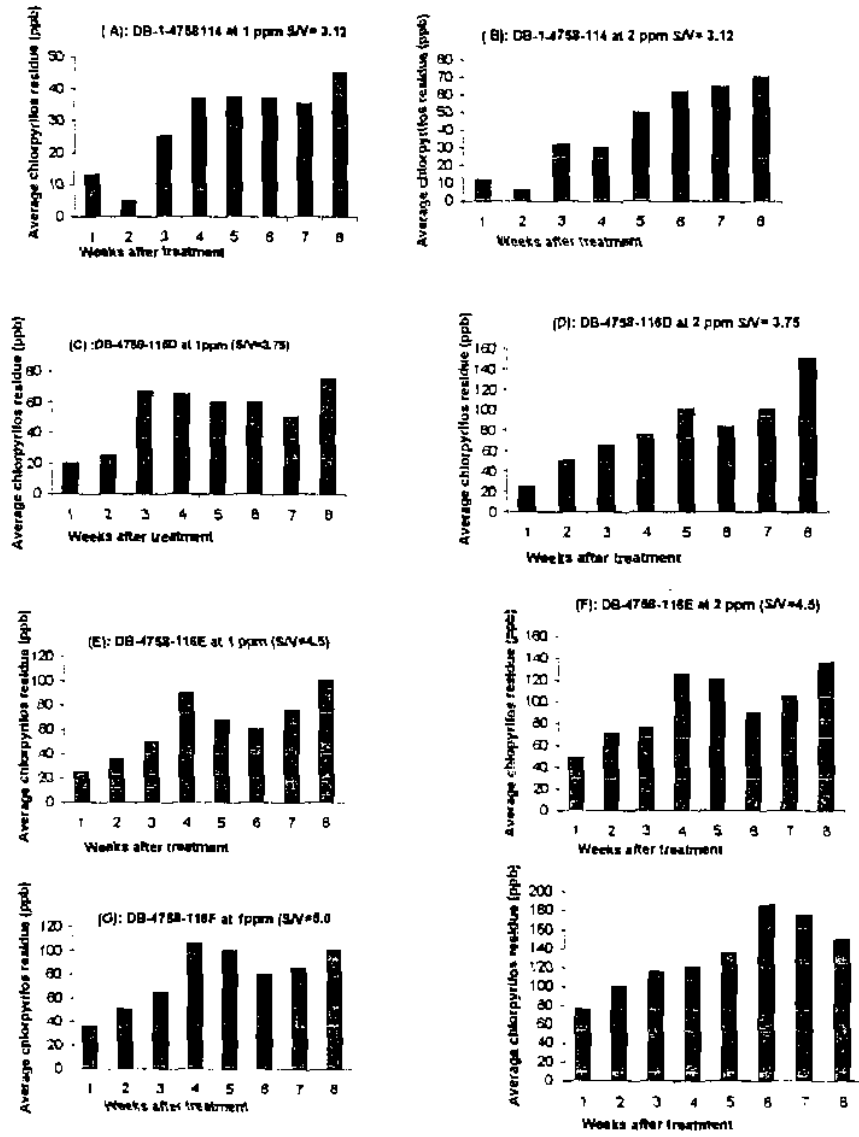 ( A): DB-1-4758114 at 1 ppm S/V= 3.12
Average chlorpyrifos residue (ppb)
50
40
30
20
10
0
1 2 3 4 5 6 7 8
Weeks after treatment
( B): DB-1-4758-114 at 2 ppm S/V = 3.12
Average chlorpyrifos residue (ppb)
80
70
60
50
40
30
20
10
0
1 2 3 4 5 6 7 8
Weeks after treatment
(C) :DB-4758-116D at 1ppm (S/V=3.75)
Average chlorpyrifos residue (ppb)
80
60
40
20
0
1 2 3 4 5 6 7 8
Weeks after treatment
(D): DB-4758-116D at 2 ppm S/V= 3.75
Average chlorpyrifos residue (ppb)
160
140
120
100
80
60
40
20
0
1 2 3 4 5 6 7 8
Weeks after treatment
(E): DB-4758-116E at 1 ppm (S/V=4.5)
Average chlorpyrifos residue (ppb)
120
100
80
60
40
20
0
1 2 3 4 5 6 7 8
Weeks after treatment
(F): DB-4758-116E at 2 ppm (S/V=4.5)
Average chlorpyrifos residue (ppb)
160
140
120
100
80
60
40
20
0
1 2 3 4 5 6 7 8
Weeks after treatment
(G): DB-4758-116F at 1ppm (S/V=6.0
Average chlorpyrifos residue (ppb)
120
100
80
60
40
20
0
1 2 3 4 5 6 7 8
Weeks after treatment
Average chlorpyrifos residue (ppb)
200
180
160
140
120
100
80
60
40
20
0
1 2 3 4 5 6 7 8
Weeks after treatment